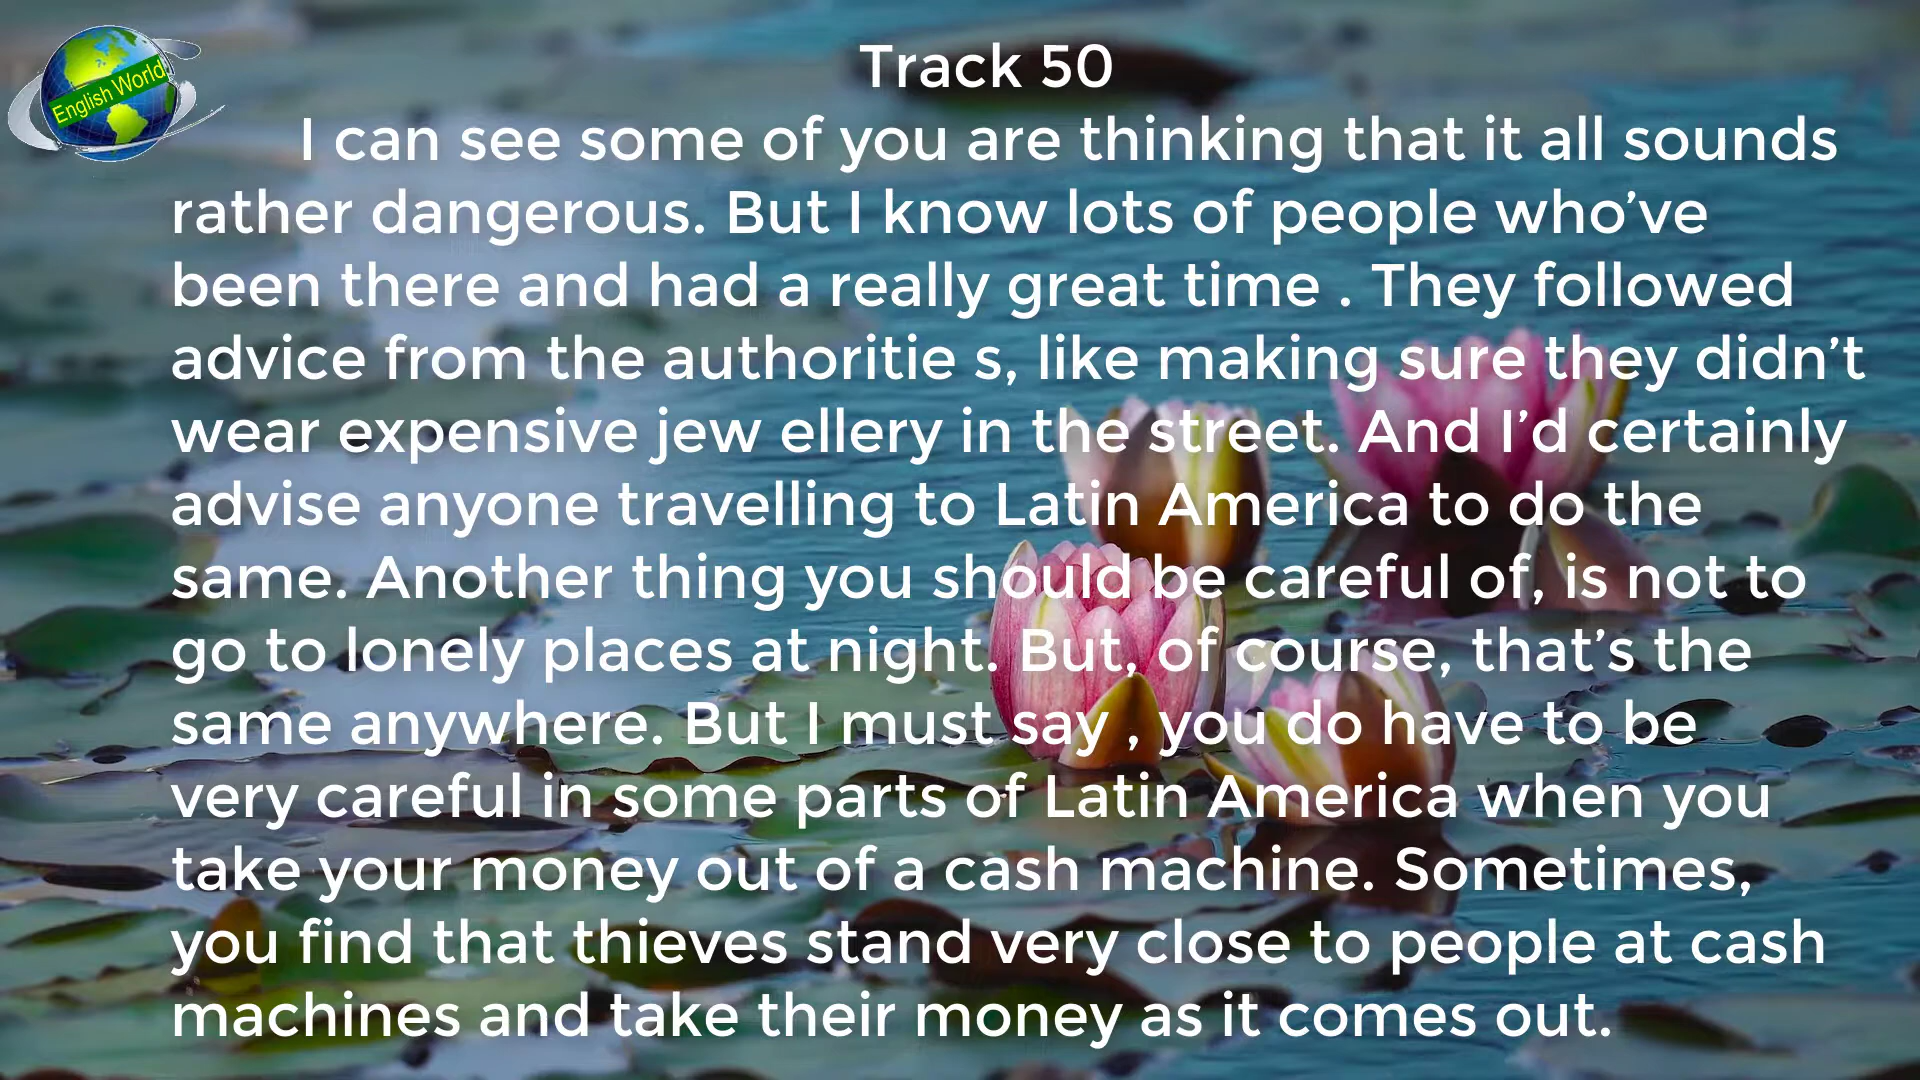 English World
Track 50
I can see some of you are thinking that it all sounds
rather dangerous. But I know lots of people who’ve
been there and had a really great time . They followed
advice from the authoritie s, like making sure they didn’t
wear expensive jew ellery in the street. And I’d certainly
advise anyone travelling to Latin America to do the
same. Another thing you should be careful of, is not to
go to lonely places at night. But, of course, that’s the
same anywhere. But I must say , you do have to be
very careful in some parts of Latin America when you
take your money out of a cash machine. Sometimes,
you find that thieves stand very close to people at cash
machines and take their money as it comes out.